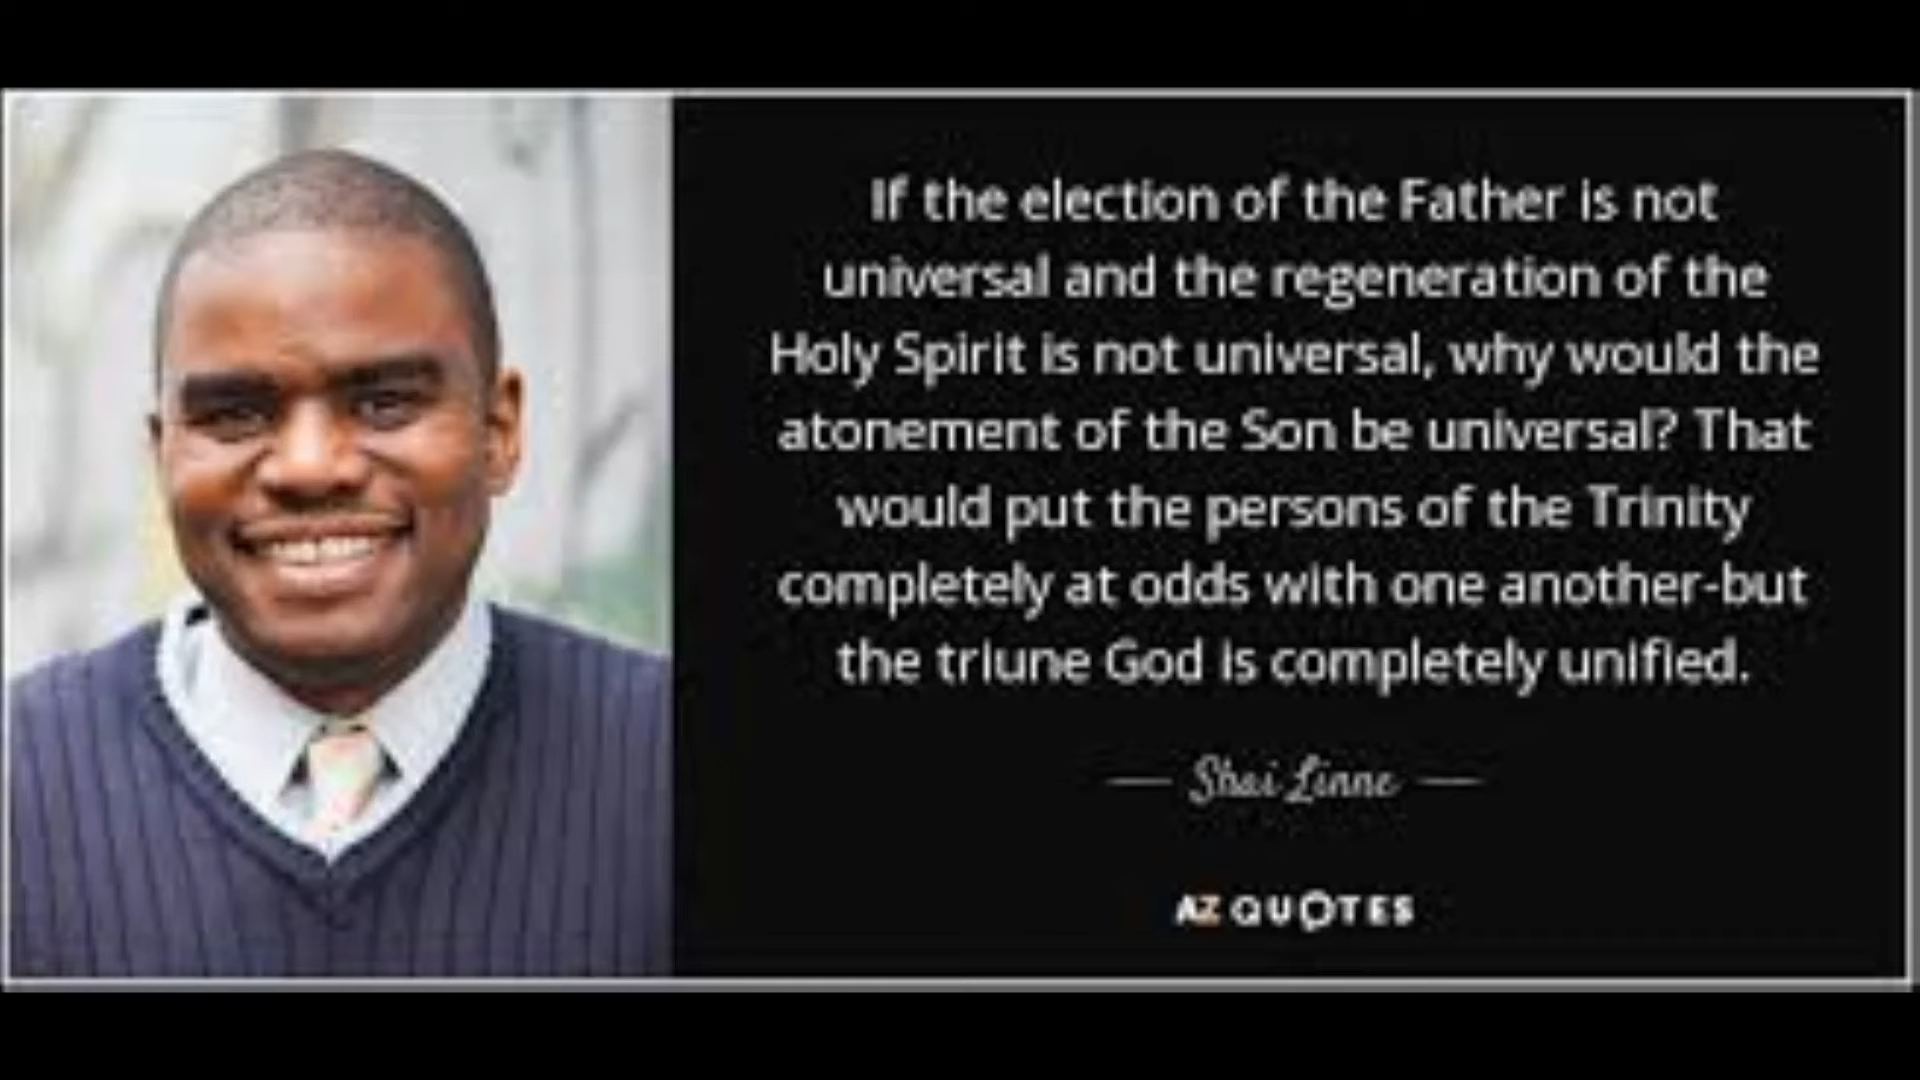 If the election of the Father is not
universal and the regeneration of the
Holy Spirit is not universal, why would the
atonement of the Son be universal? That
would put the persons of the Trinity
completely at odds with one another-but
the triune God is completely unified.
Shai Linne
AZ QUOTES